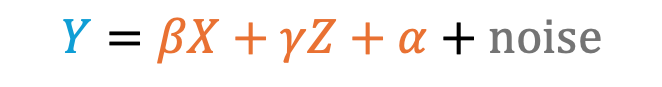 Y = βX + γZ + α + noise